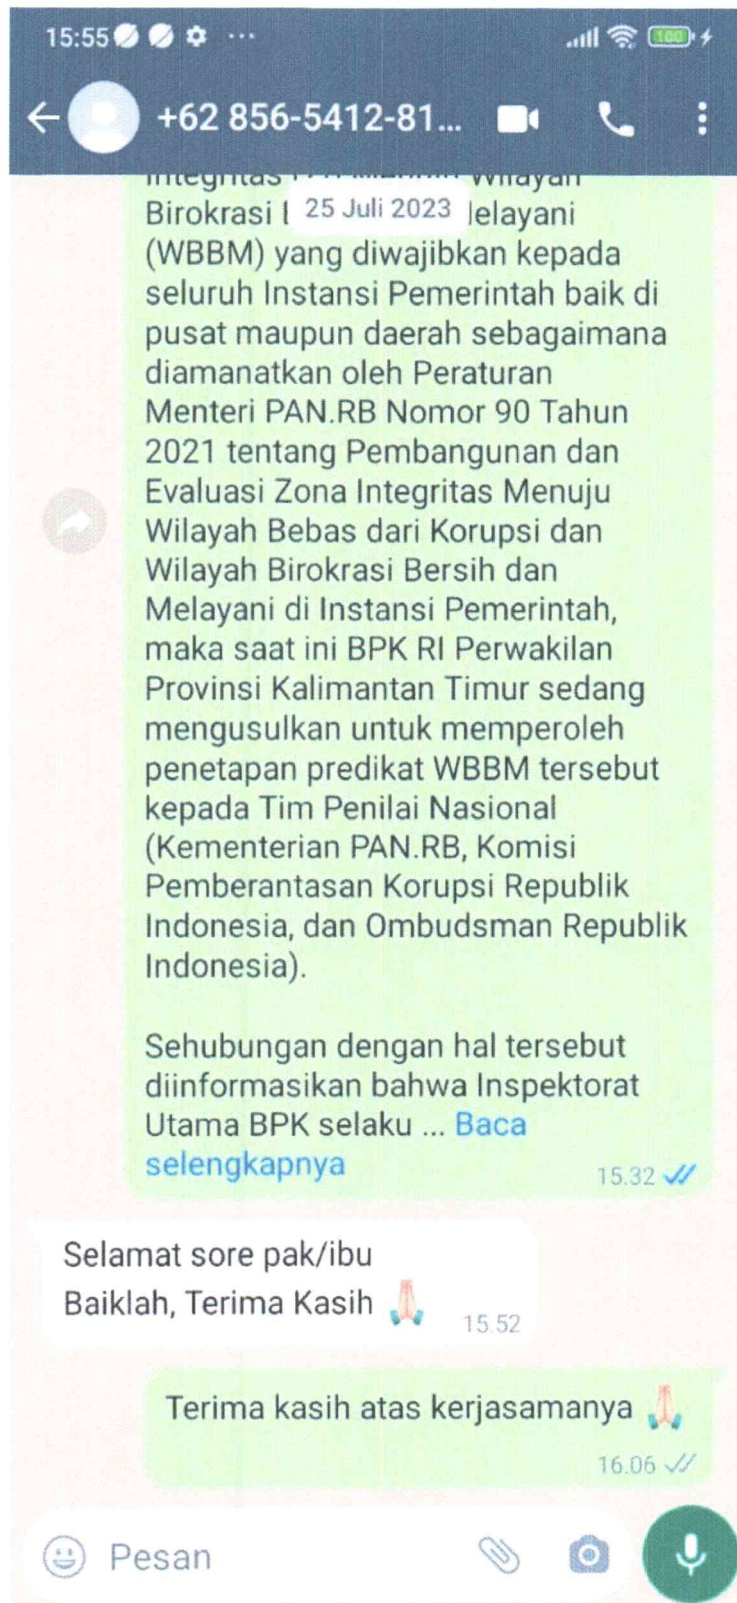 15:55
100
+62 856-5412-81...
25 Juli 2023
Integritas
Wilayah
Birokrasi
elayani
(WBBM) yang diwajibkan kepada
seluruh Instansi Pemerintah baik di
pusat maupun daerah sebagaimana
diamanatkan oleh Peraturan
Menteri PAN.RB Nomor 90 Tahun
2021 tentang Pembangunan dan
Evaluasi Zona Integritas Menuju
Wilayah Bebas dari Korupsi dan
Wilayah Birokrasi Bersih dan
Melayani di Instansi Pemerintah,
maka saat ini BPK RI Perwakilan
Provinsi Kalimantan Timur sedang
mengusulkan untuk memperoleh
penetapan predikat WBBM tersebut
kepada Tim Penilai Nasional
(Kementerian PAN.RB, Komisi
Pemberantasan Korupsi Republik
Indonesia, dan Ombudsman Republik
Indonesia).
Sehubungan dengan hal tersebut
diinformasikan bahwa Inspektorat
Utama BPK selaku ... Baca
selengkapnya
15.32
Selamat sore pak/ibu
Baiklah, Terima Kasih 🙏
15.52
Terima kasih atas kerjasamanya 🙏
16.06
Pesan